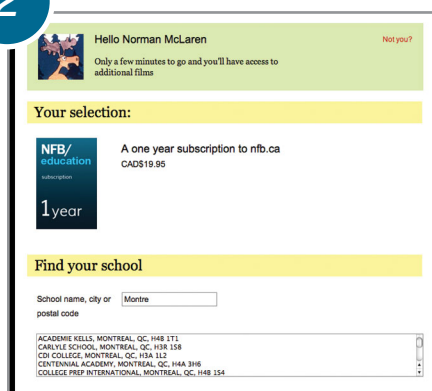 2
Hello Norman McLaren
Not you?
Only a few minutes to go and you'll have access to
additional films
Your selection:
NFB/
education
subscription
1year
A one year subscription to nfb.ca
CAD$19.95
Find your school
School name, city or
postal code
Montre
ACADEMIE KELLS, MONTREAL, QC, H4B 1T1
CARLYLE SCHOOL, MONTREAL, QC, H3R 1S8
CDI COLLEGE, MONTREAL, QC, H3A 1L2
CENTENNIAL ACADEMY, MONTREAL, QC, H4A 3H6
COLLEGE PREP INTERNATIONAL, MONTREAL, QC, H4B 1S4